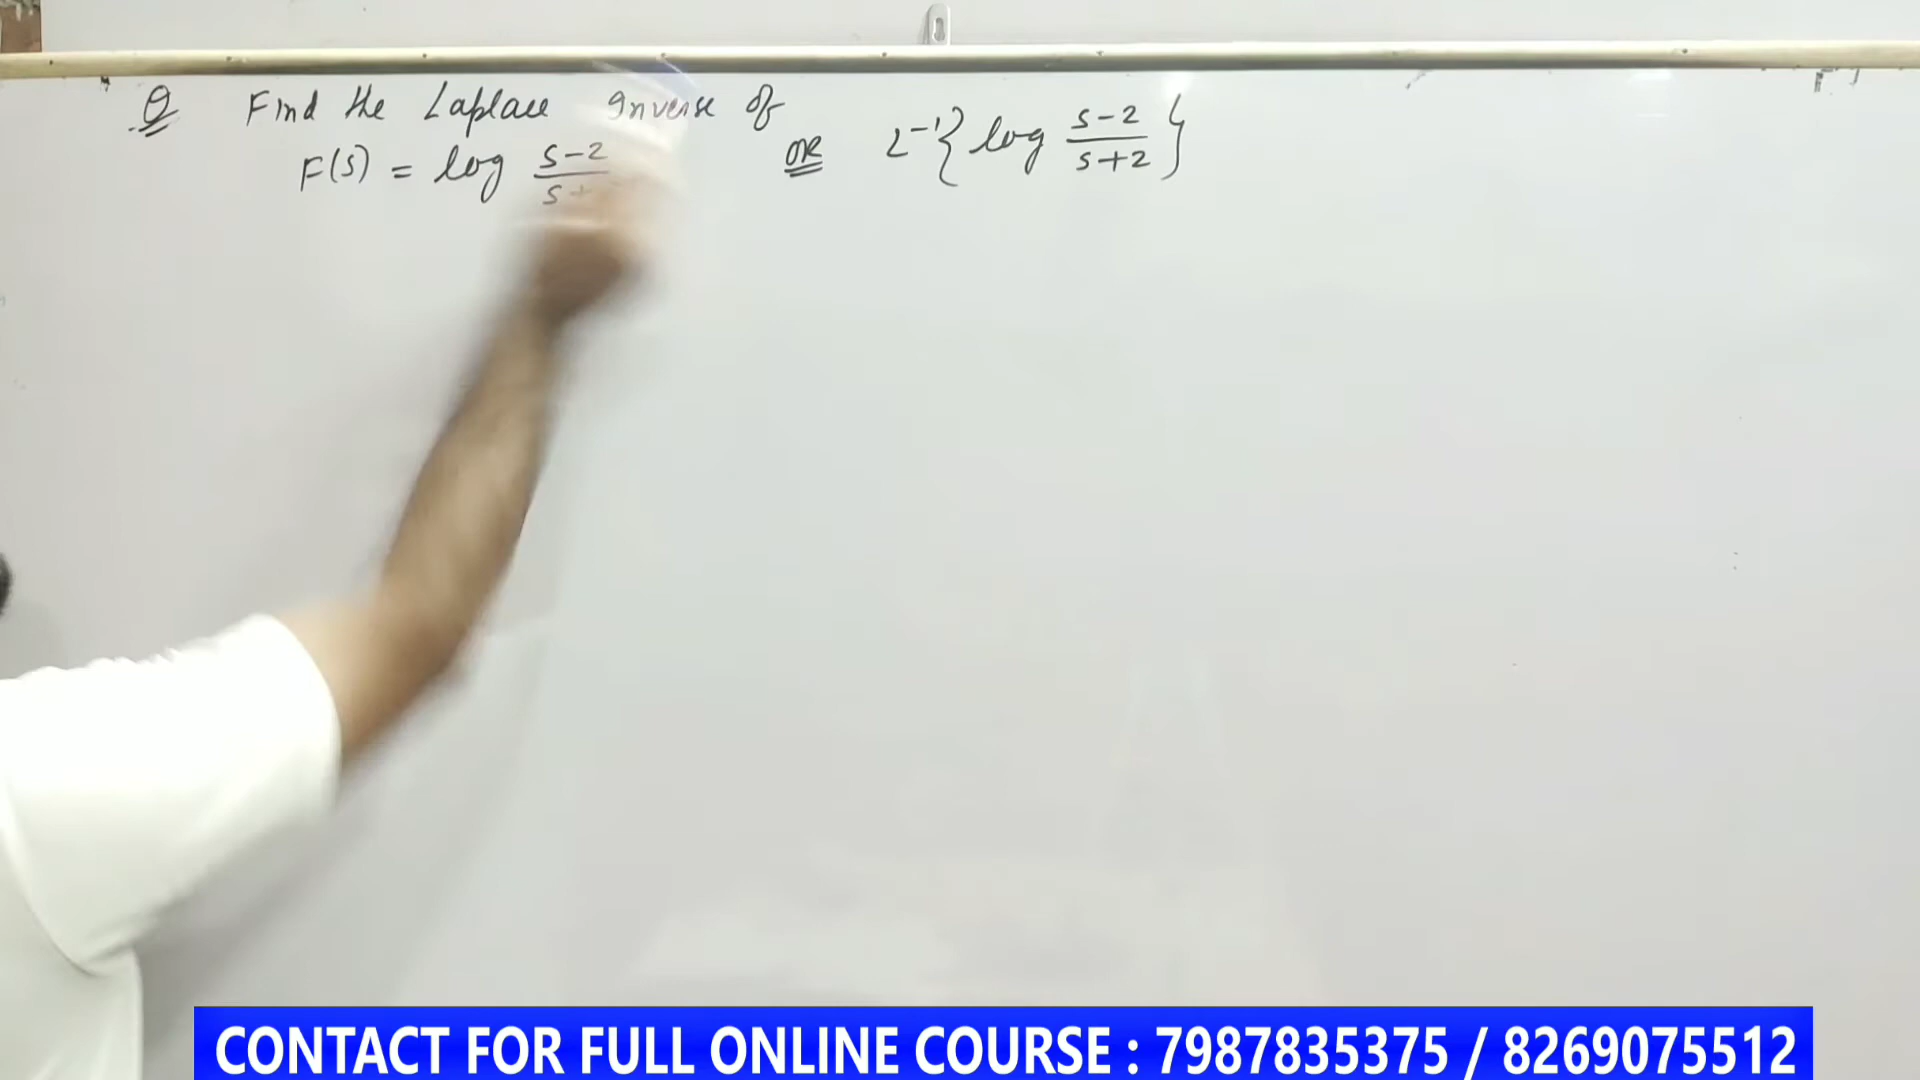 Q Find the Laplace Inverse of
F(s) = log s-2 / s+
OR L⁻¹{log s-2 / s+2}
CONTACT FOR FULL ONLINE COURSE : 7987835375 / 8269075512